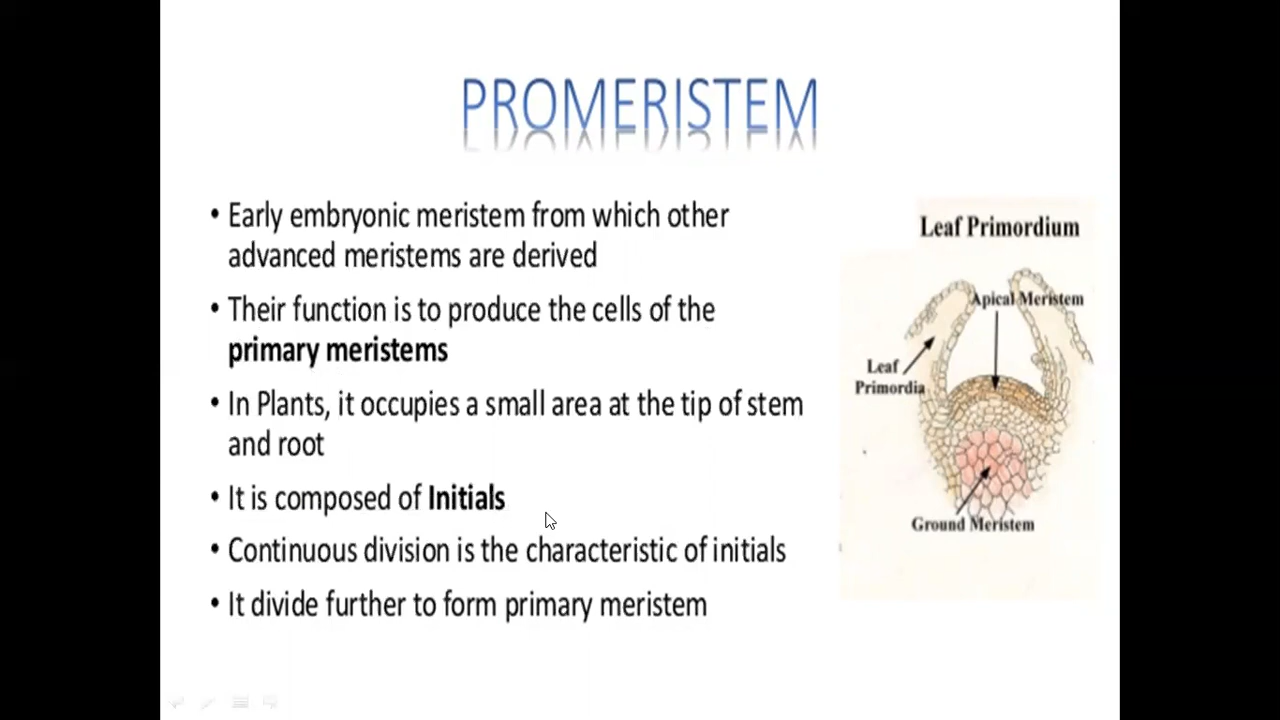 PROMERISTEM
• Early embryonic meristem from which other
advanced meristems are derived
• Their function is to produce the cells of the
primary meristems
• In Plants, it occupies a small area at the tip of stem
and root
• It is composed of Initials
• Continuous division is the characteristic of initials
• It divide further to form primary meristem
Leaf Primordium
Apical Meristem
Leaf
Primordia
Ground Meristem